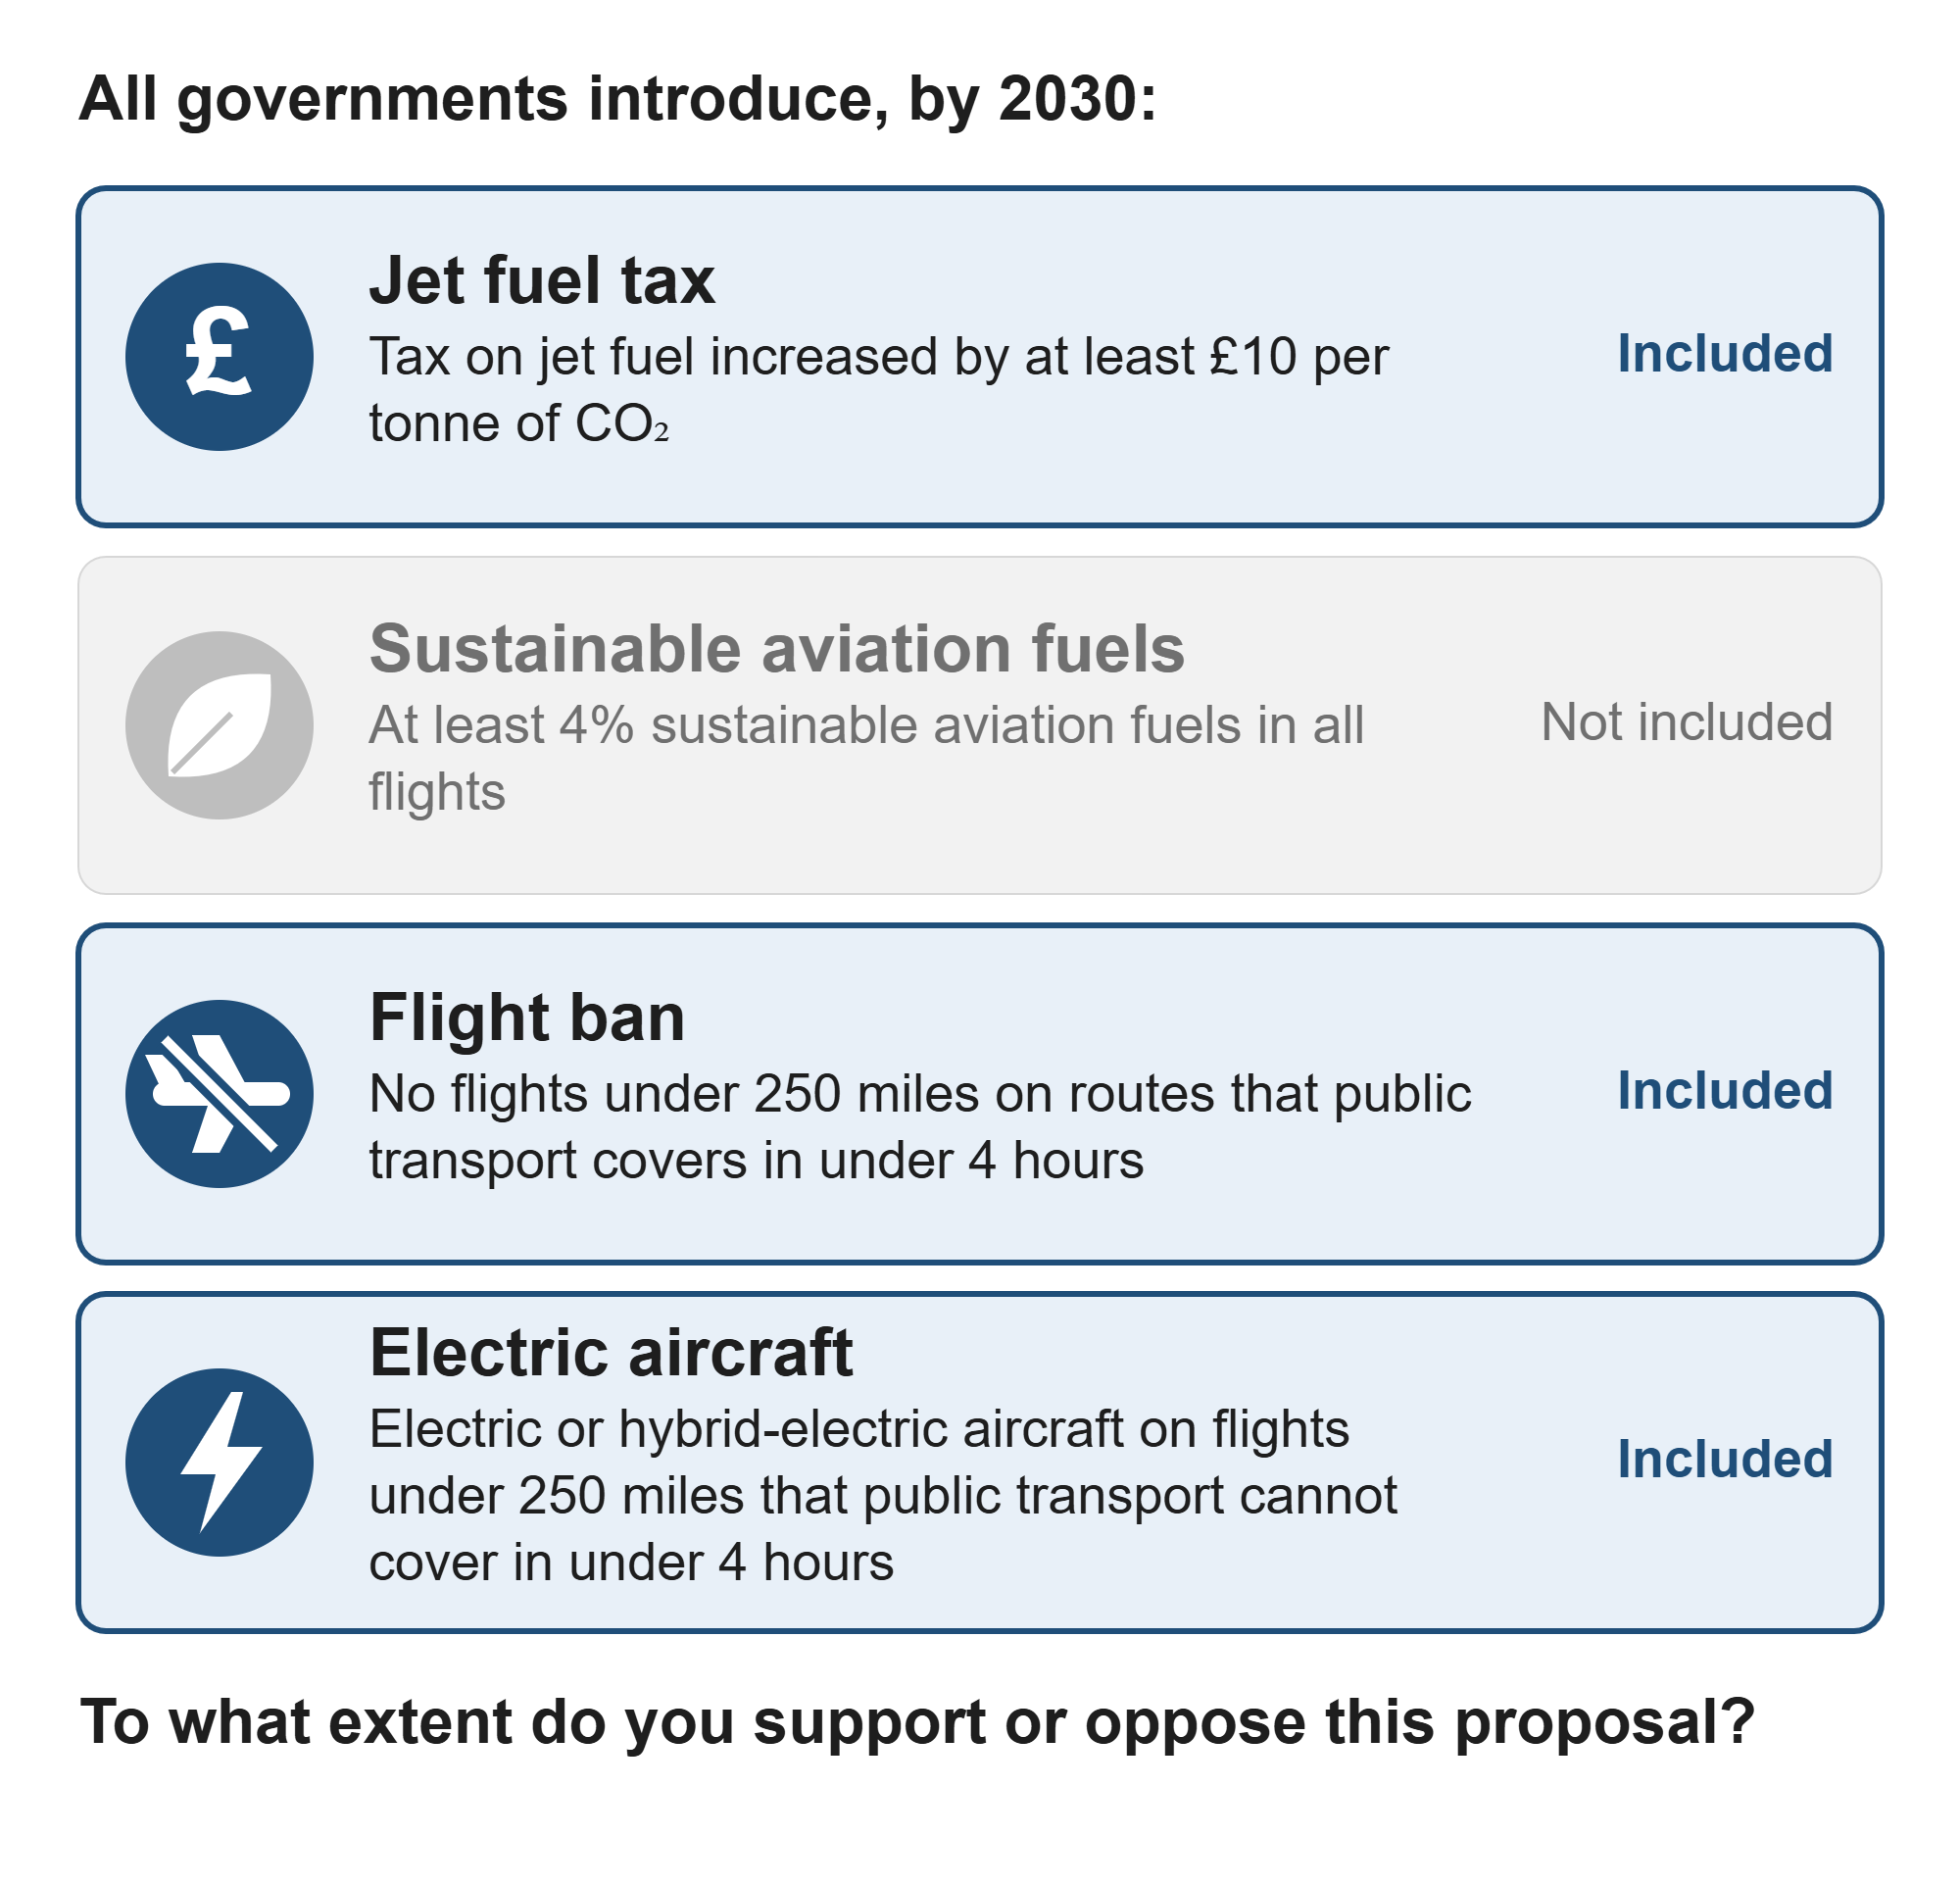 All governments introduce, by 2030:
£
Jet fuel tax
Tax on jet fuel increased by at least £10 per
tonne of CO₂
Included
Sustainable aviation fuels
At least 4% sustainable aviation fuels in all
flights
Not included
Flight ban
No flights under 250 miles on routes that public
transport covers in under 4 hours
Included
Electric aircraft
Electric or hybrid-electric aircraft on flights
under 250 miles that public transport cannot
cover in under 4 hours
Included
To what extent do you support or oppose this proposal?